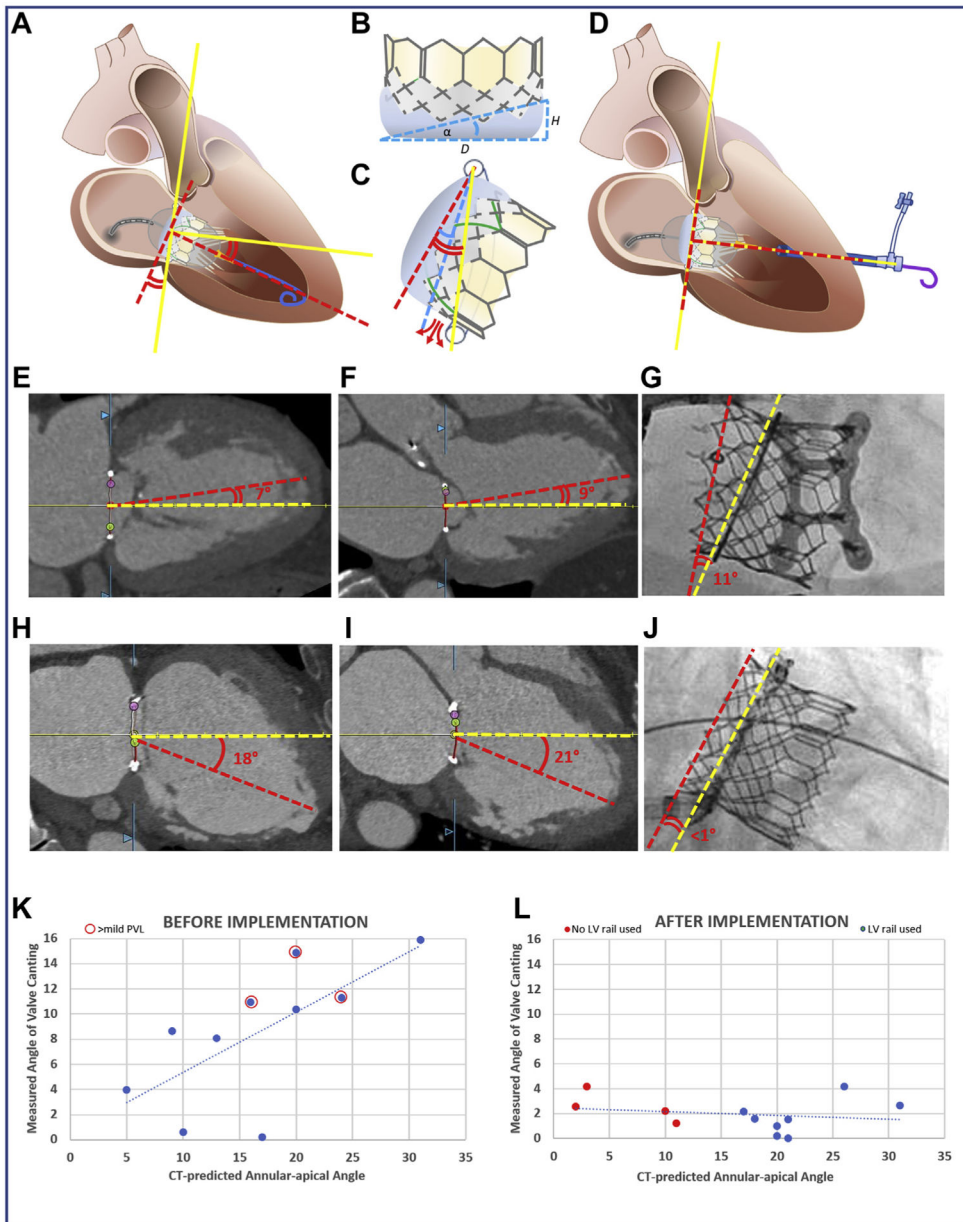 A
B
D
H
α
D
C
E
F
G
7°
9°
11°
H
I
J
18°
21°
<1°
K
L
BEFORE IMPLEMENTATION
AFTER IMPLEMENTATION
>mild PVL
No LV rail used
LV rail used
Measured Angle of Valve Canting
16
14
12
10
8
6
4
2
0
0 5 10 15 20 25 30 35
CT-predicted Annular-apical Angle
Measured Angle of Valve Canting
16
14
12
10
8
6
4
2
0
0 5 10 15 20 25 30 35
CT-predicted Annular-apical Angle